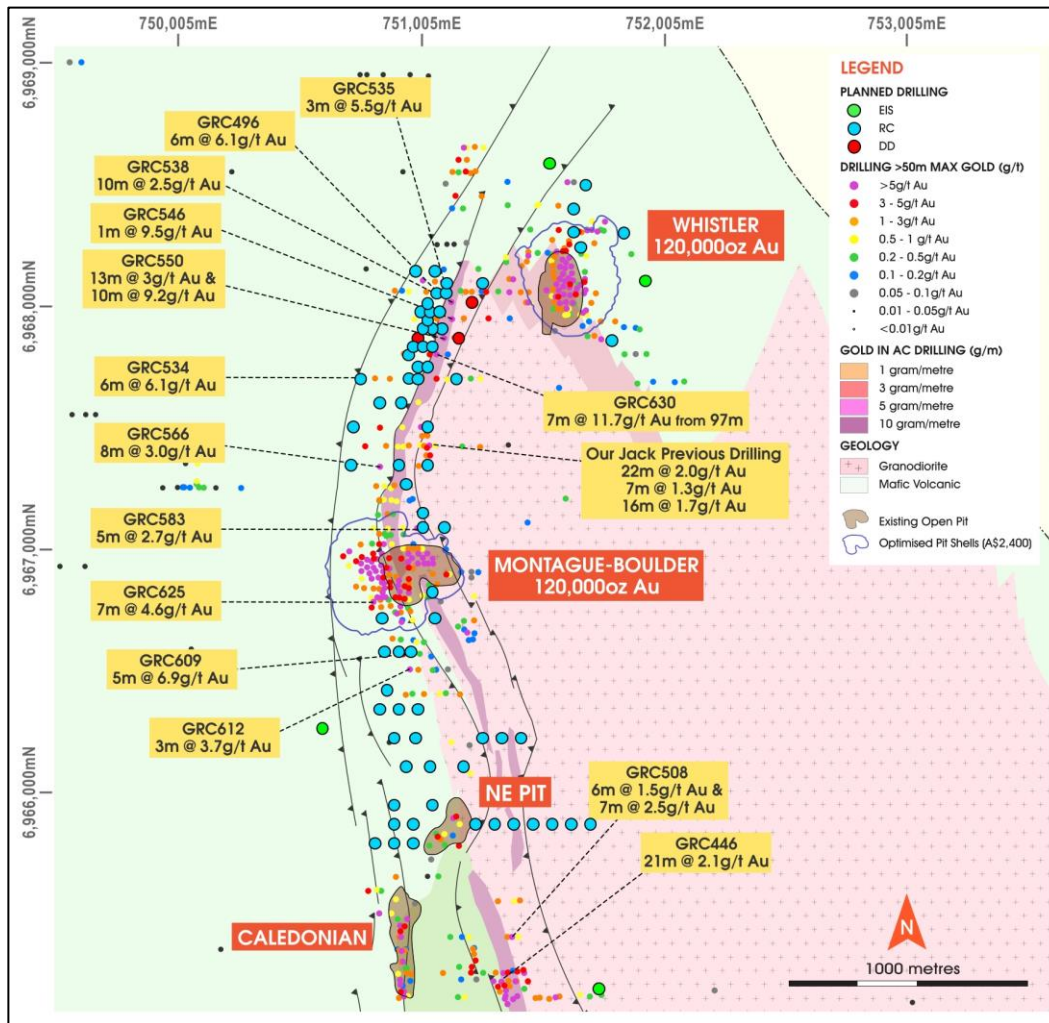 750,005mE
751,005mE
752,005mE
753,005mE
6,969,000mN
6,968,000mN
6,967,000mN
6,966,000mN
GRC535
3m @ 5.5g/t Au
GRC496
6m @ 6.1g/t Au
GRC538
10m @ 2.5g/t Au
GRC546
1m @ 9.5g/t Au
GRC550
13m @ 3g/t Au &
10m @ 9.2g/t Au
GRC534
6m @ 6.1g/t Au
GRC566
8m @ 3.0g/t Au
GRC583
5m @ 2.7g/t Au
GRC625
7m @ 4.6g/t Au
GRC609
5m @ 6.9g/t Au
GRC612
3m @ 3.7g/t Au
WHISTLER
120,000oz Au
GRC630
7m @ 11.7g/t Au from 97m
Our Jack Previous Drilling
22m @ 2.0g/t Au
7m @ 1.3g/t Au
16m @ 1.7g/t Au
MONTAGUE-BOULDER
120,000oz Au
NE PIT
GRC508
6m @ 1.5g/t Au &
7m @ 2.5g/t Au
GRC446
21m @ 2.1g/t Au
CALEDONIAN
LEGEND
PLANNED DRILLING
EIS
RC
DD
DRILLING >50m MAX GOLD (g/t)
>5g/t Au
3 - 5g/t Au
1 - 3g/t Au
0.5 - 1 g/t Au
0.2 - 0.5g/t Au
0.1 - 0.2g/t Au
0.05 - 0.1g/t Au
0.01 - 0.05g/t Au
<0.01g/t Au
GOLD IN AC DRILLING (g/m)
1 gram/metre
3 gram/metre
5 gram/metre
10 gram/metre
GEOLOGY
Granodiorite
Mafic Volcanic
Existing Open Pit
Optimised Pit Shells (A$2,400)
N
1000 metres